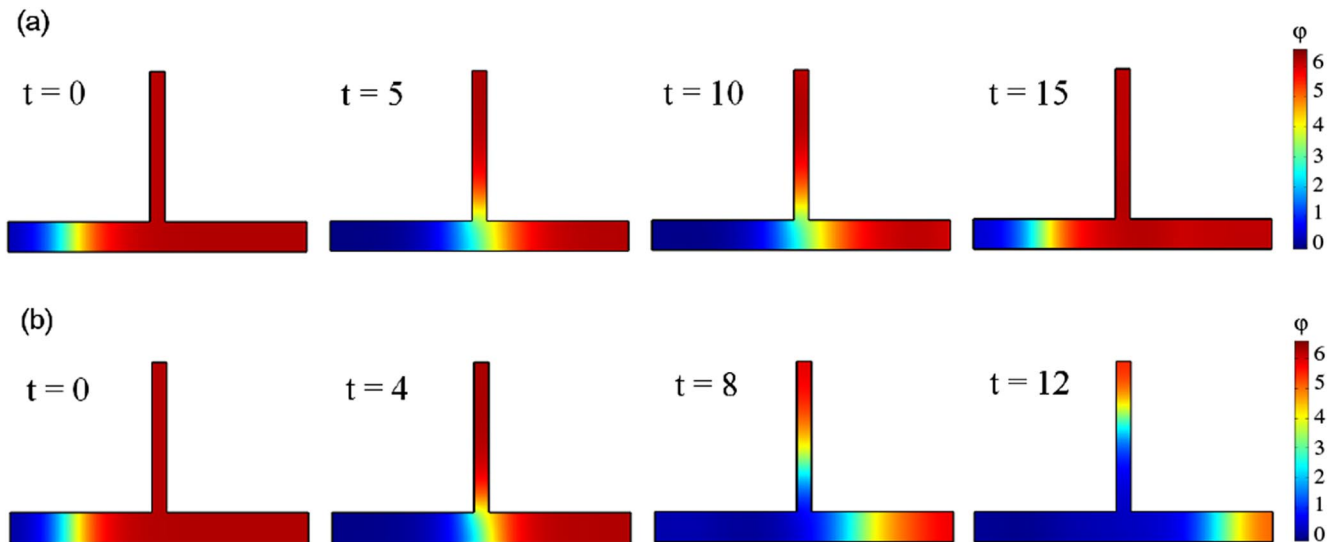 (a)
t = 0
t = 5
t = 10
t = 15
φ
6
5
4
3
2
1
0
(b)
t = 0
t = 4
t = 8
t = 12
φ
6
5
4
3
2
1
0